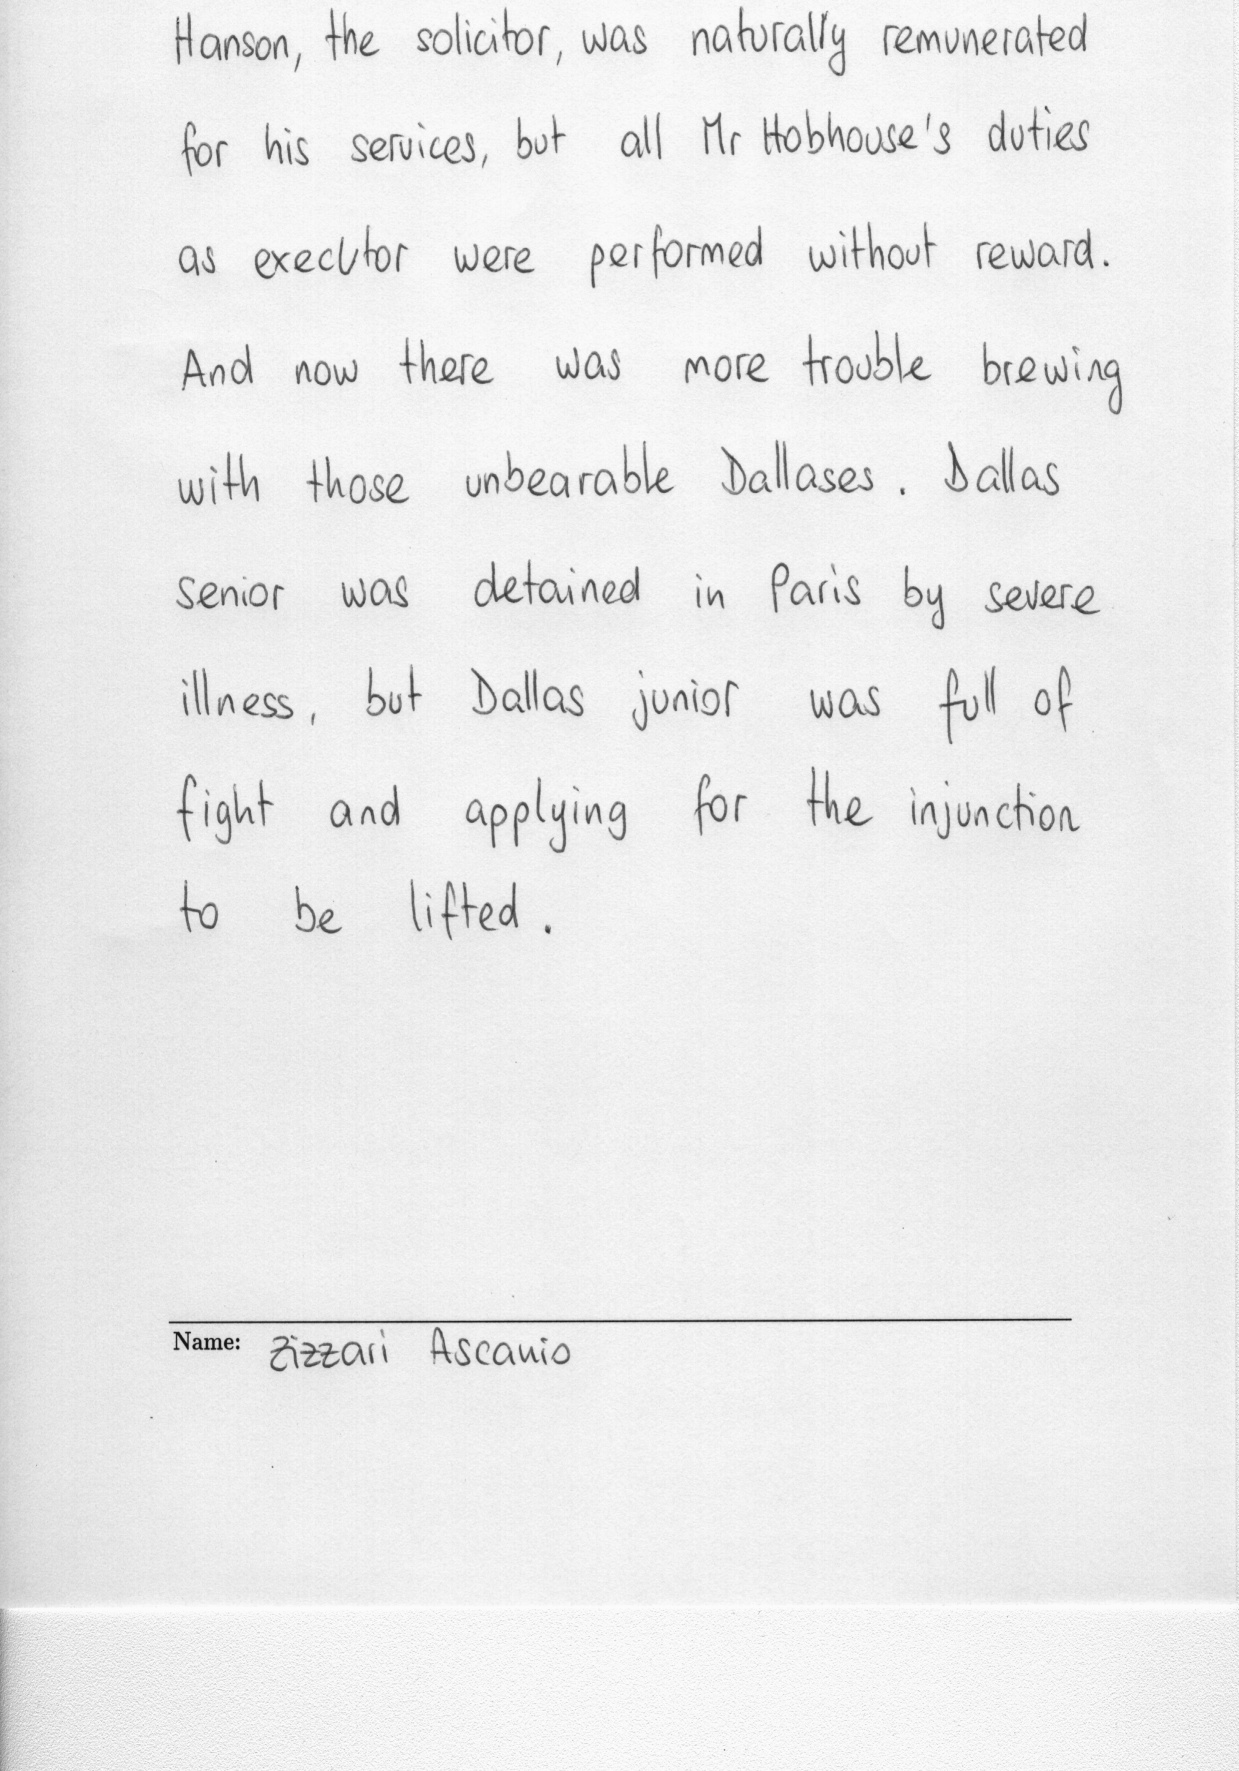 Hanson, the solicitor, was naturally remunerated
for his services, but all Mr Hobhouse's duties
as executor were performed without reward.
And now there was more trouble brewing
with those unbearable Dallases. Dallas
senior was detained in Paris by severe
illness, but Dallas junior was full of
fight and applying for the injunction
to be lifted.
Name: Zizzari Ascanio